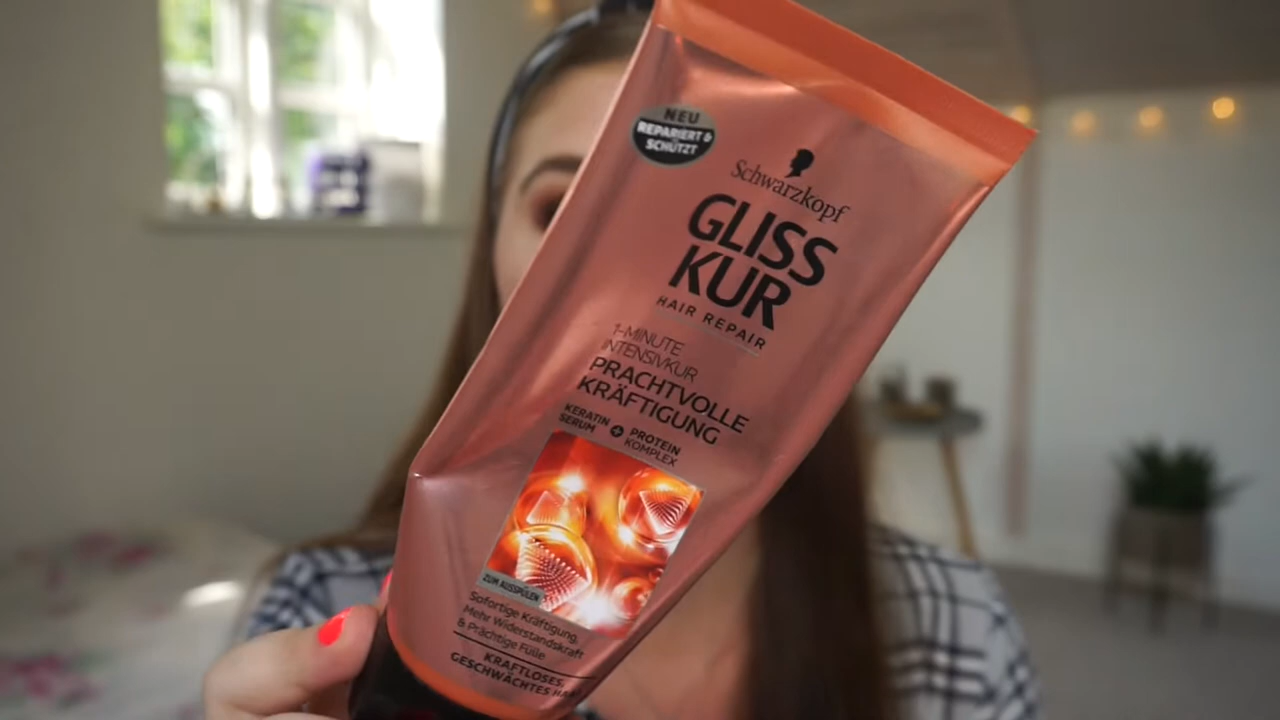 NEU
REPARIERT &
SCHÜTZT
Schwarzkopf
GLISS
KUR
HAIR REPAIR
1-MINUTE
INTENSIVKUR
PRACHTVOLLE
KRÄFTIGUNG
KERATIN
SERUM
+
PROTEIN
KOMPLEX
ZUM AUSSPÜLEN
Sofortige Kräftigung,
Mehr Widerstandskraft
& Prächtige Fülle
KRAFTLOSES,
GESCHWÄCHTES HAAR